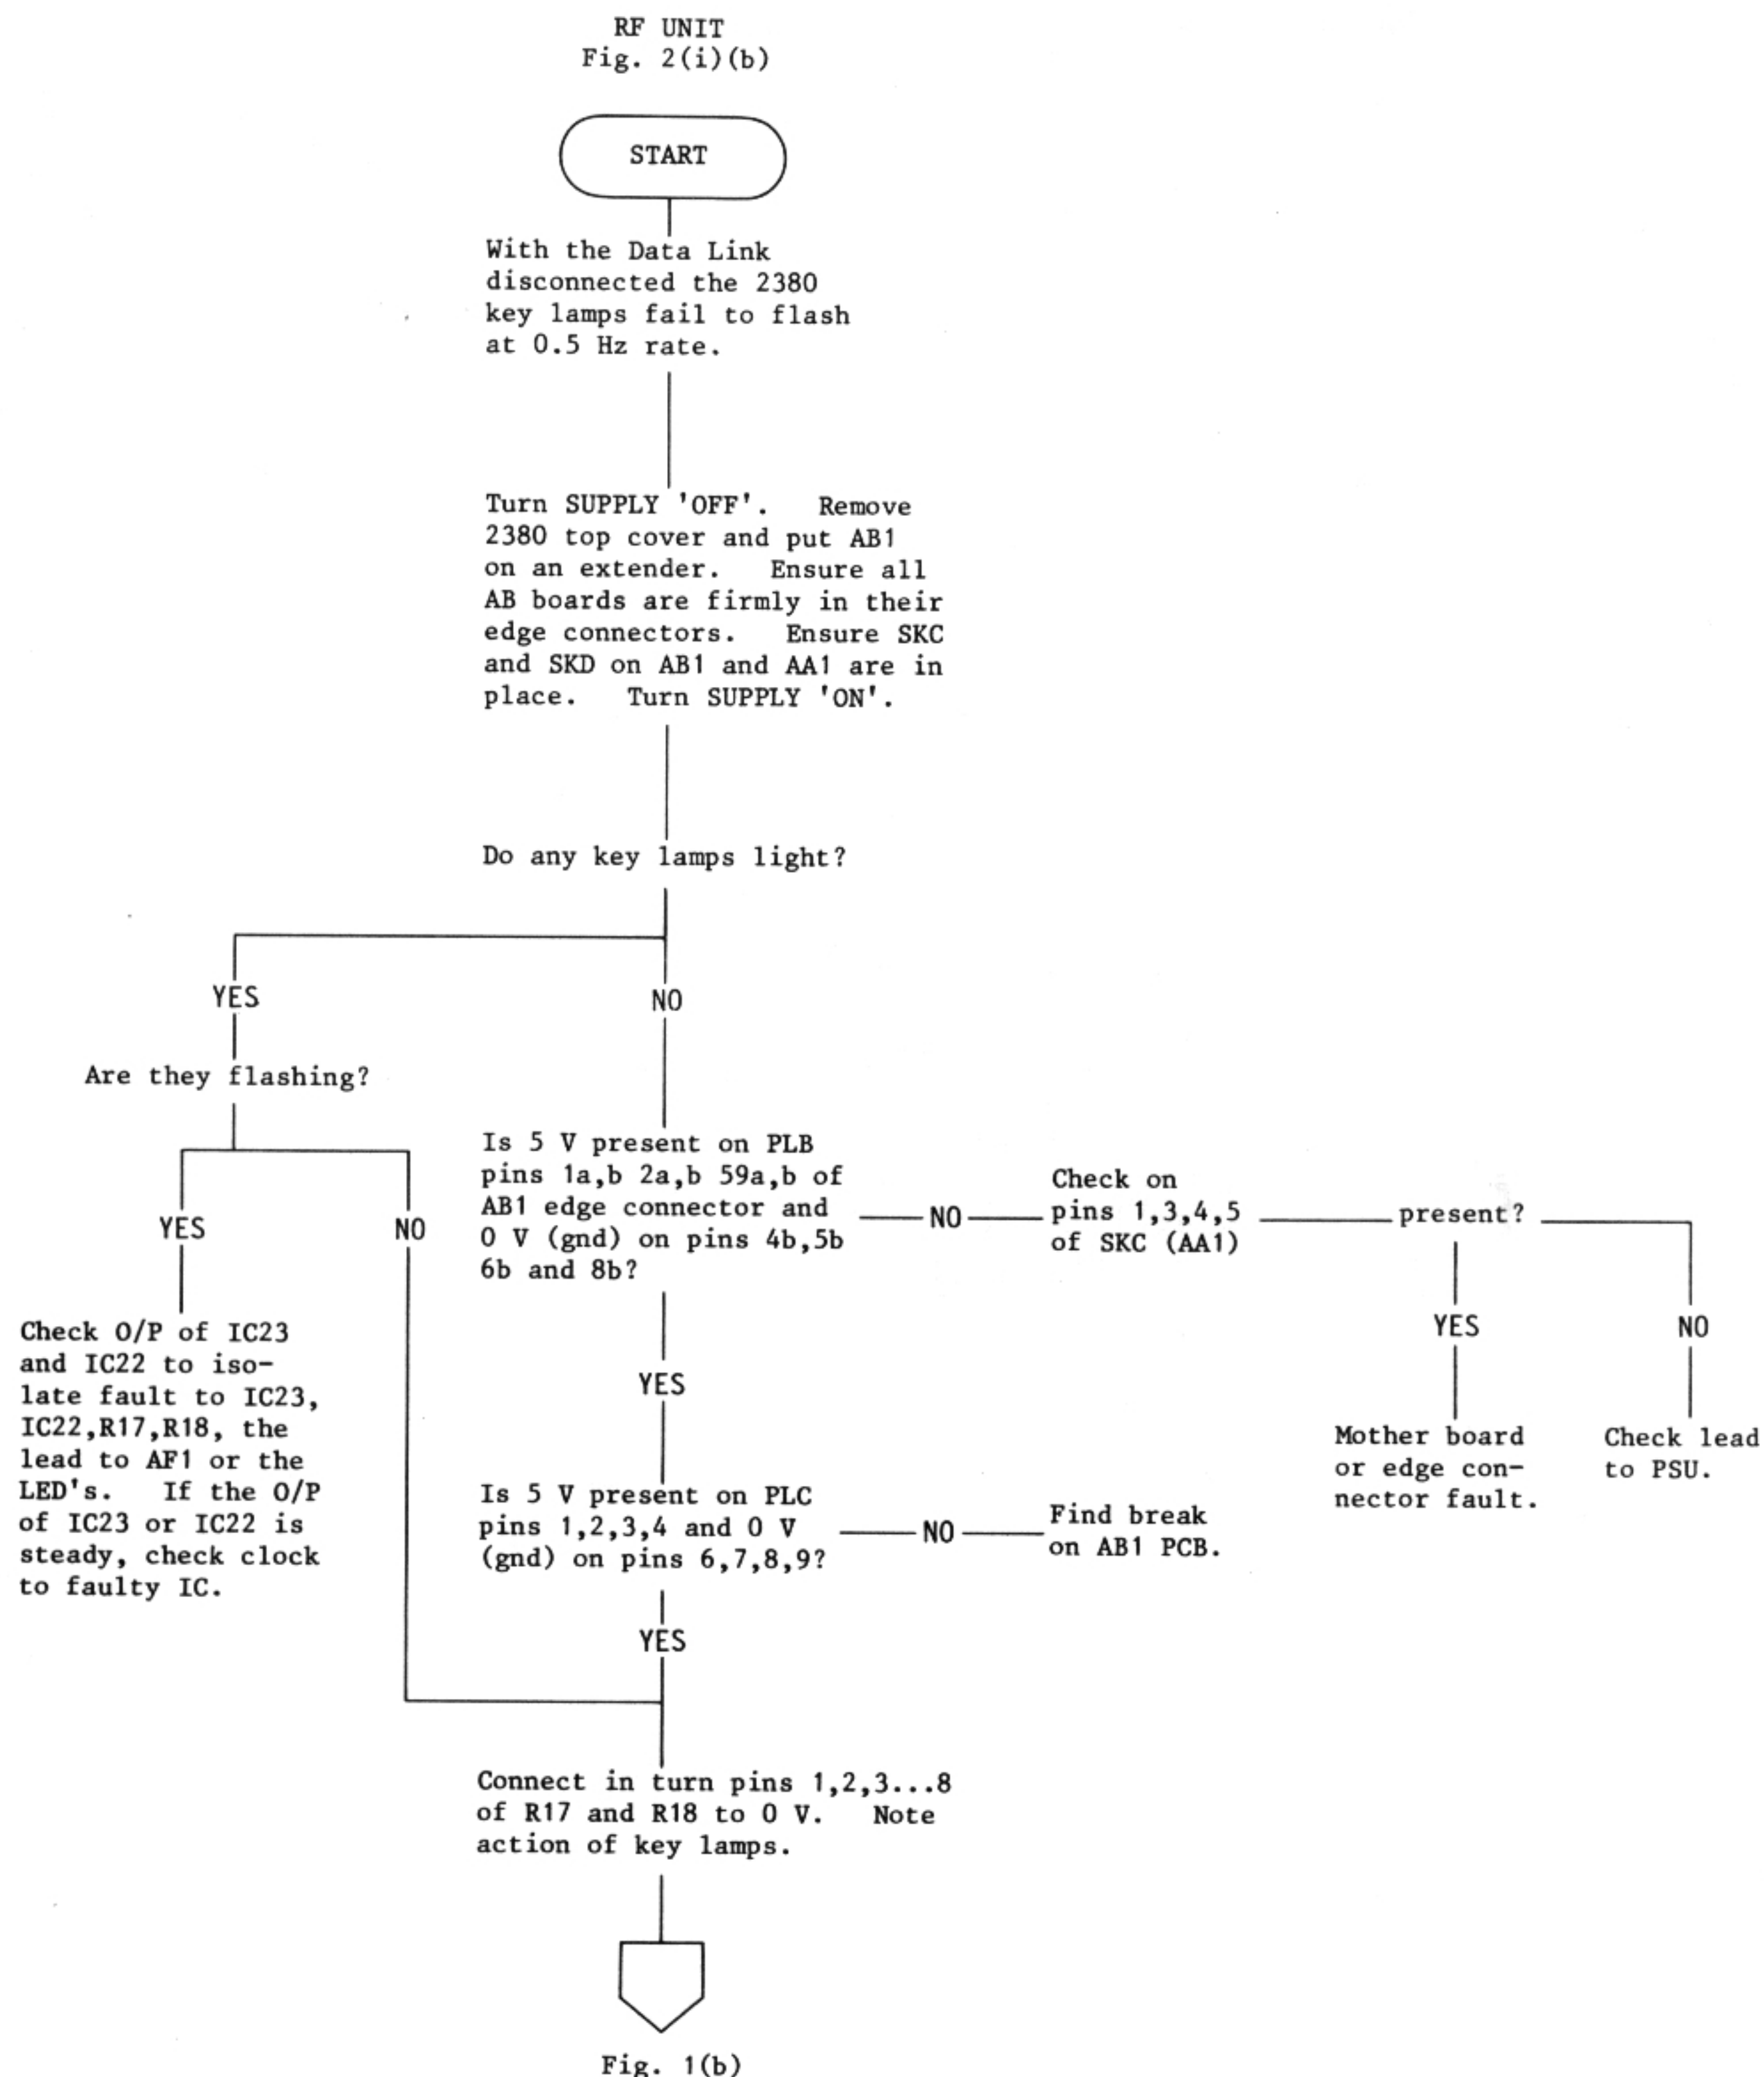 RF UNIT
Fig. 2(i)(b)
START
With the Data Link
disconnected the 2380
key lamps fail to flash
at 0.5 Hz rate.
Turn SUPPLY 'OFF'. Remove
2380 top cover and put AB1
on an extender. Ensure all
AB boards are firmly in their
edge connectors. Ensure SKC
and SKD on AB1 and AA1 are in
place. Turn SUPPLY 'ON'.
Do any key lamps light?
YES
NO
Are they flashing?
YES
NO
Check O/P of IC23
and IC22 to iso-
late fault to IC23,
IC22,R17,R18, the
lead to AF1 or the
LED's. If the O/P
of IC23 or IC22 is
steady, check clock
to faulty IC.
Is 5 V present on PLB
pins 1a,b 2a,b 59a,b of
AB1 edge connector and
0 V (gnd) on pins 4b,5b
6b and 8b?
NO
Check on
pins 1,3,4,5
of SKC (AA1)
present?
YES
NO
Mother board
or edge con-
nector fault.
Check lead
to PSU.
YES
Is 5 V present on PLC
pins 1,2,3,4 and 0 V
(gnd) on pins 6,7,8,9?
NO
Find break
on AB1 PCB.
YES
Connect in turn pins 1,2,3...8
of R17 and R18 to 0 V. Note
action of key lamps.
Fig. 1(b)